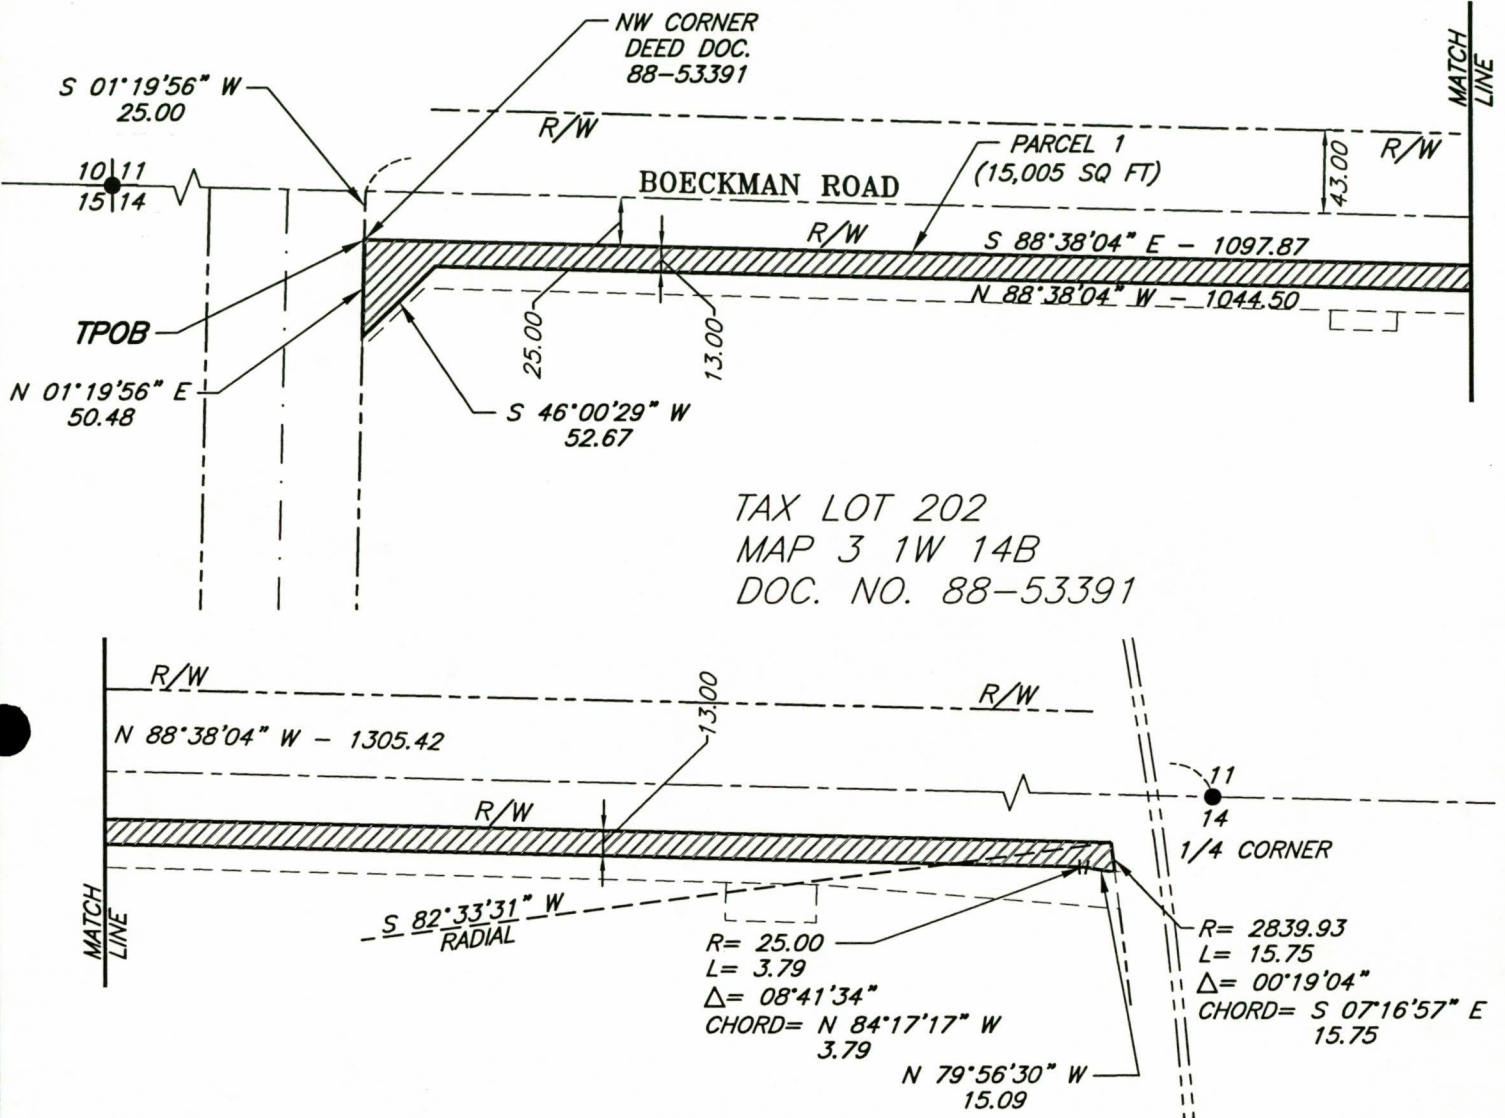 NW CORNER
DEED DOC.
88-53391
S 01°19'56" W
25.00
MATCH
LINE
R/W
PARCEL 1
(15,005 SQ FT)
43.00
R/W
10 11
15 14
BOECKMAN ROAD
R/W
S 88°38'04" E - 1097.87
N 88°38'04" W - 1044.50
TPOB
25.00
13.00
N 01°19'56" E
50.48
S 46°00'29" W
52.67
TAX LOT 202
MAP 3 1W 14B
DOC. NO. 88-53391
R/W
13.00
R/W
N 88°38'04" W - 1305.42
11
14
1/4 CORNER
R/W
MATCH
LINE
S 82°33'31" W
RADIAL
R= 25.00
L= 3.79
Δ= 08°41'34"
CHORD= N 84°17'17" W
3.79
R= 2839.93
L= 15.75
Δ= 00°19'04"
CHORD= S 07°16'57" E
15.75
N 79°56'30" W
15.09